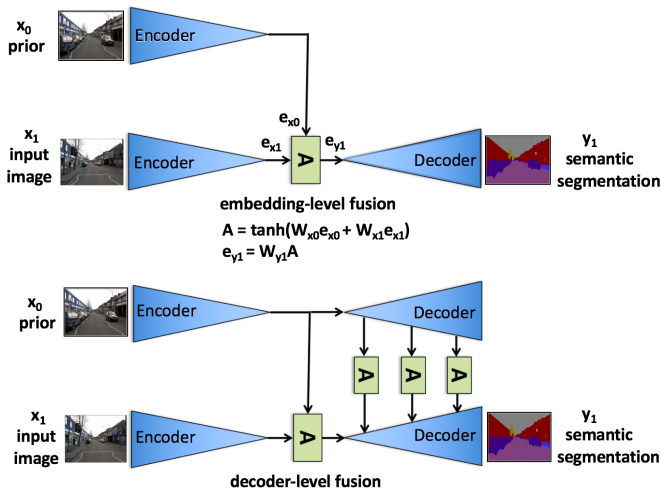 x0
prior
Encoder
ex0
x1
input
image
Encoder
ex1
A
ey1
Decoder
y1
semantic
segmentation
embedding-level fusion
A = tanh(Wx0ex0 + Wx1ex1)
ey1 = Wy1A
x0
prior
Encoder
Decoder
A
A
A
x1
input
image
Encoder
A
Decoder
y1
semantic
segmentation
decoder-level fusion